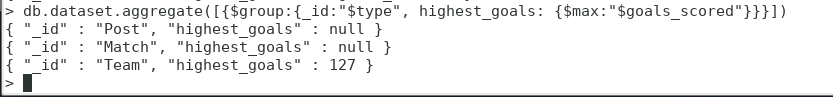 > db.dataset.aggregate([{$group:{_id:"$type", highest_goals: {$max:"$goals_scored"}}}])
{ "_id" : "Post", "highest_goals" : null }
{ "_id" : "Match", "highest_goals" : null }
{ "_id" : "Team", "highest_goals" : 127 }
>